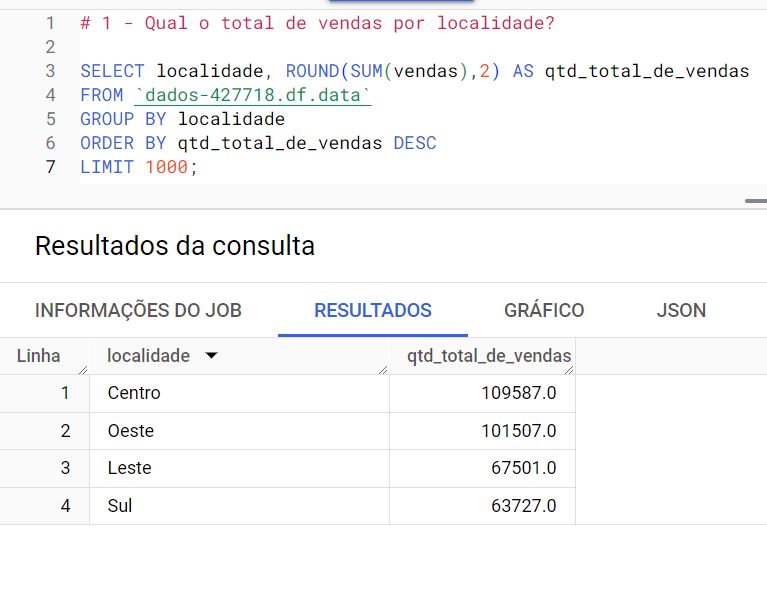 1 # 1 - Qual o total de vendas por localidade?
2
3 SELECT localidade, ROUND(SUM(vendas),2) AS qtd_total_de_vendas
4 FROM `dados-427718.df.data`
5 GROUP BY localidade
6 ORDER BY qtd_total_de_vendas DESC
7 LIMIT 1000;
Resultados da consulta
INFORMAÇÕES DO JOB RESULTADOS GRÁFICO JSON
Linha localidade qtd_total_de_vendas
1 Centro 109587.0
2 Oeste 101507.0
3 Leste 67501.0
4 Sul 63727.0